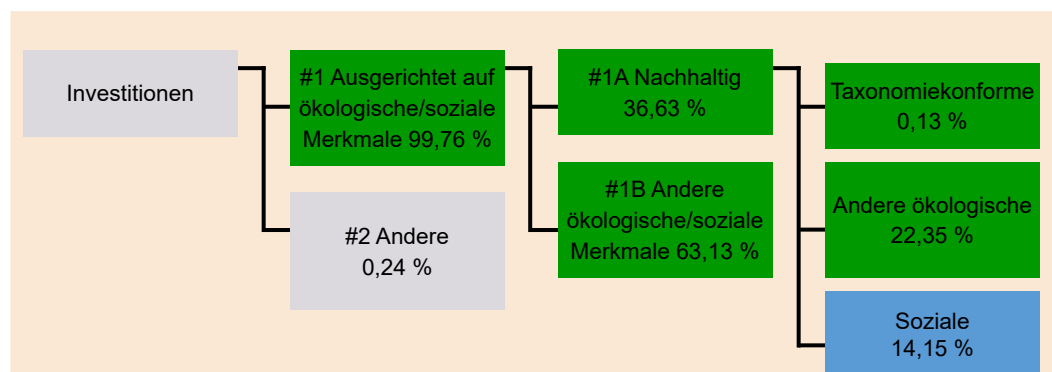 Investitionen
#1 Ausgerichtet auf
ökologische/soziale
Merkmale 99,76 %
#2 Andere
0,24 %
#1A Nachhaltig
36,63 %
#1B Andere
ökologische/soziale
Merkmale 63,13 %
Taxonomiekonforme
0,13 %
Andere ökologische
22,35 %
Soziale
14,15 %